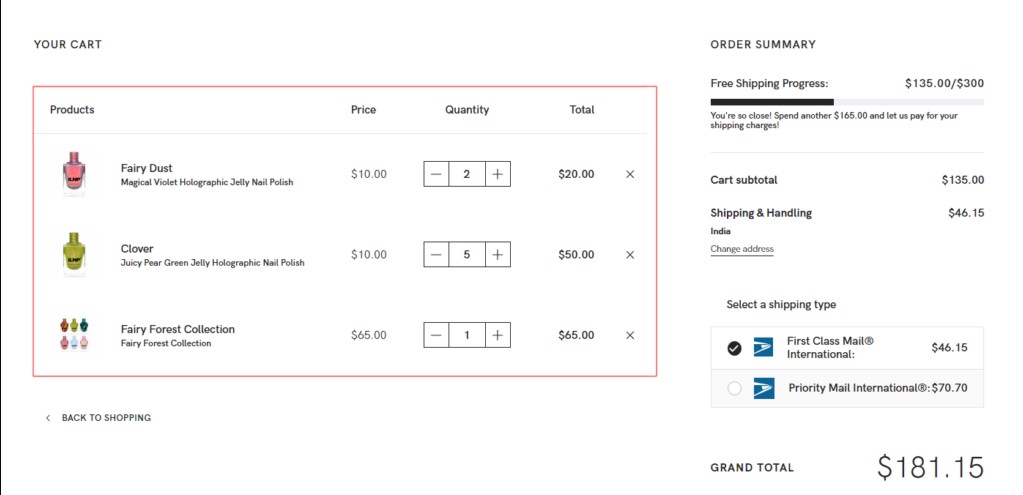 YOUR CART
Products Price Quantity Total
Fairy Dust
Magical Violet Holographic Jelly Nail Polish
$10.00 2 $20.00
Clover
Juicy Pear Green Jelly Holographic Nail Polish
$10.00 5 $50.00
Fairy Forest Collection
Fairy Forest Collection
$65.00 1 $65.00
BACK TO SHOPPING
ORDER SUMMARY
Free Shipping Progress: $135.00/$300
You're so close! Spend another $165.00 and let us pay for your
shipping charges!
Cart subtotal $135.00
Shipping & Handling $46.15
India
Change address
Select a shipping type
First Class Mail®
International:
$46.15
Priority Mail International®: $70.70
GRAND TOTAL $181.15